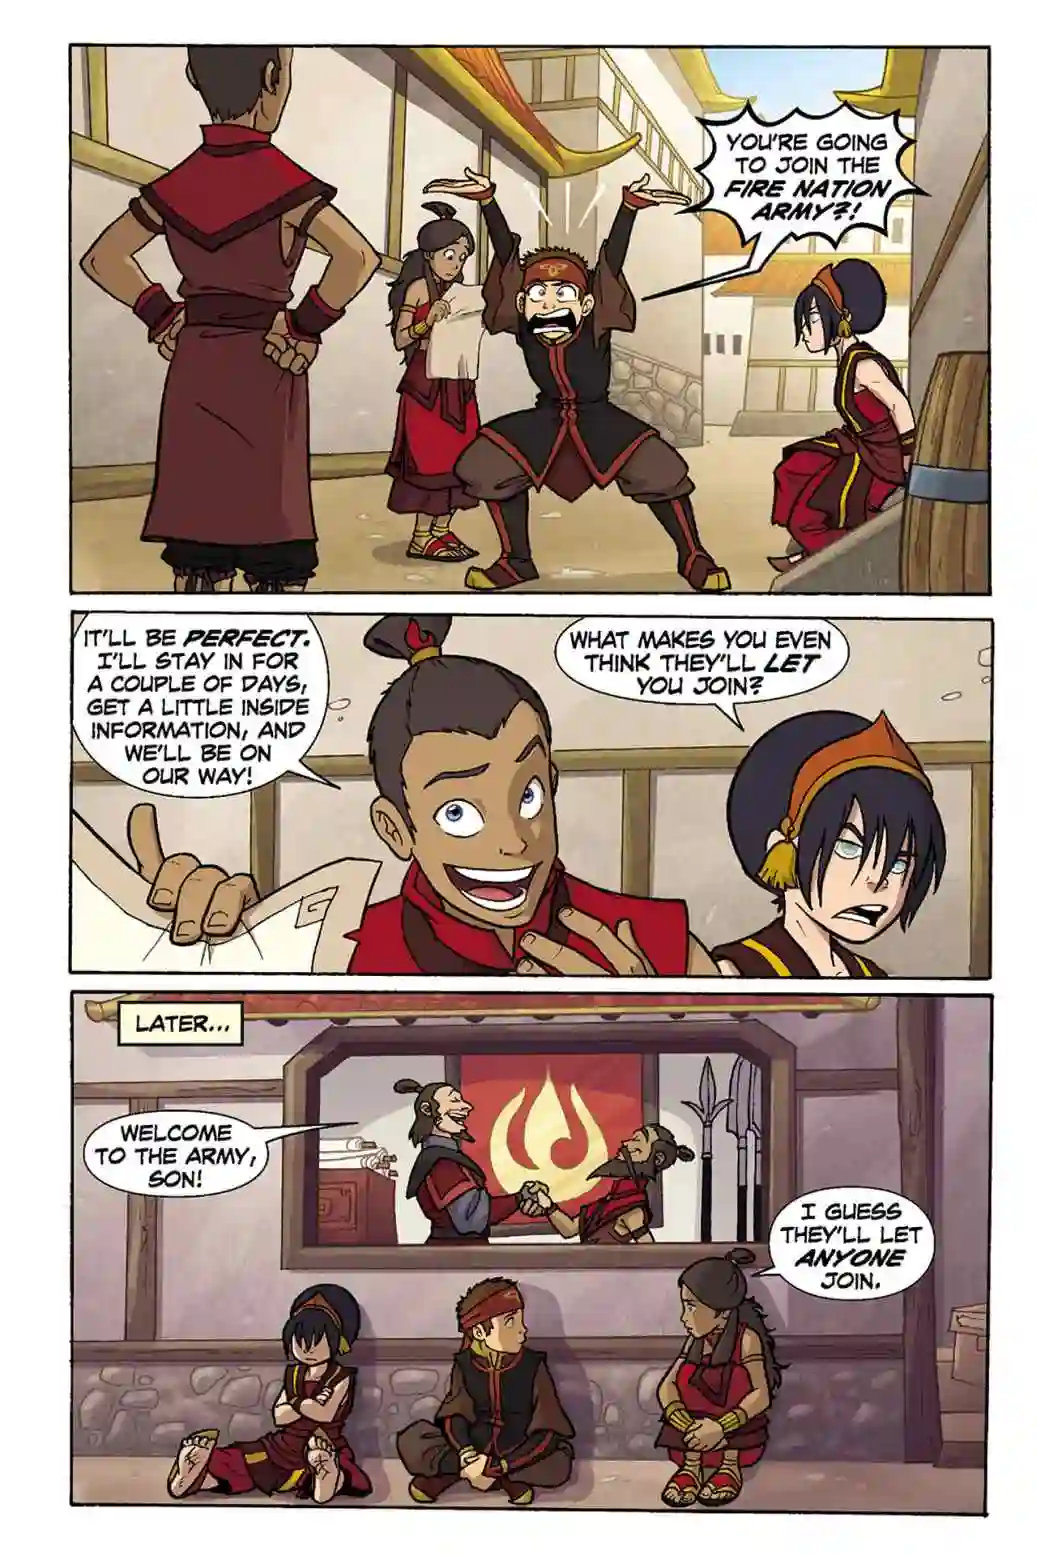 YOU'RE GOING
TO JOIN THE
FIRE NATION
ARMY?!
IT'LL BE PERFECT.
I'LL STAY IN FOR
A COUPLE OF DAYS,
GET A LITTLE INSIDE
INFORMATION, AND
WE'LL BE ON
OUR WAY!
WHAT MAKES YOU EVEN
THINK THEY'LL LET
YOU JOIN?
LATER...
WELCOME
TO THE ARMY,
SON!
I GUESS
THEY'LL LET
ANYONE
JOIN.